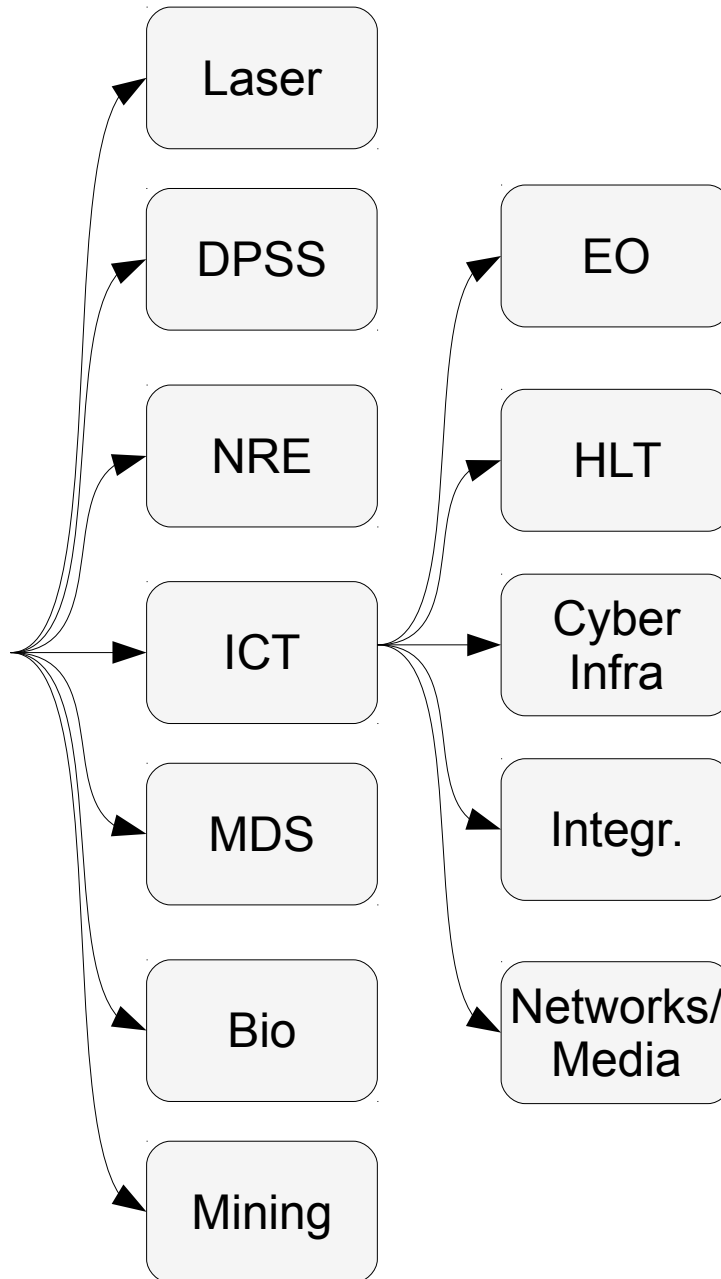 Laser
DPSS
NRE
ICT
MDS
Bio
Mining
EO
HLT
Cyber
Infra
Integr.
Networks/
Media